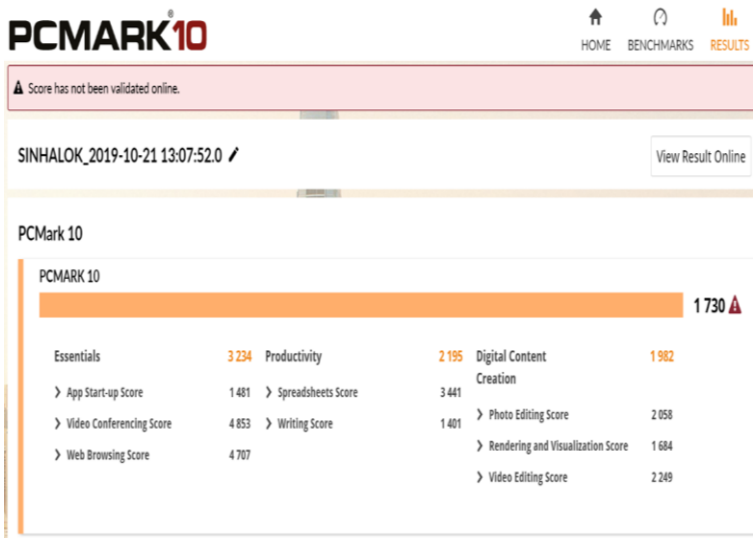 PCMARK®10
HOME BENCHMARKS RESULTS
Score has not been validated online.
SINHALOK_2019-10-21 13:07:52.0
View Result Online
PCMark 10
PCMARK 10
1 730
Essentials 3 234
App Start-up Score 1 481
Video Conferencing Score 4 853
Web Browsing Score 4 707
Productivity 2 195
Spreadsheets Score 3 441
Writing Score 1 401
Digital Content
Creation 1 982
Photo Editing Score 2 058
Rendering and Visualization Score 1 684
Video Editing Score 2 249